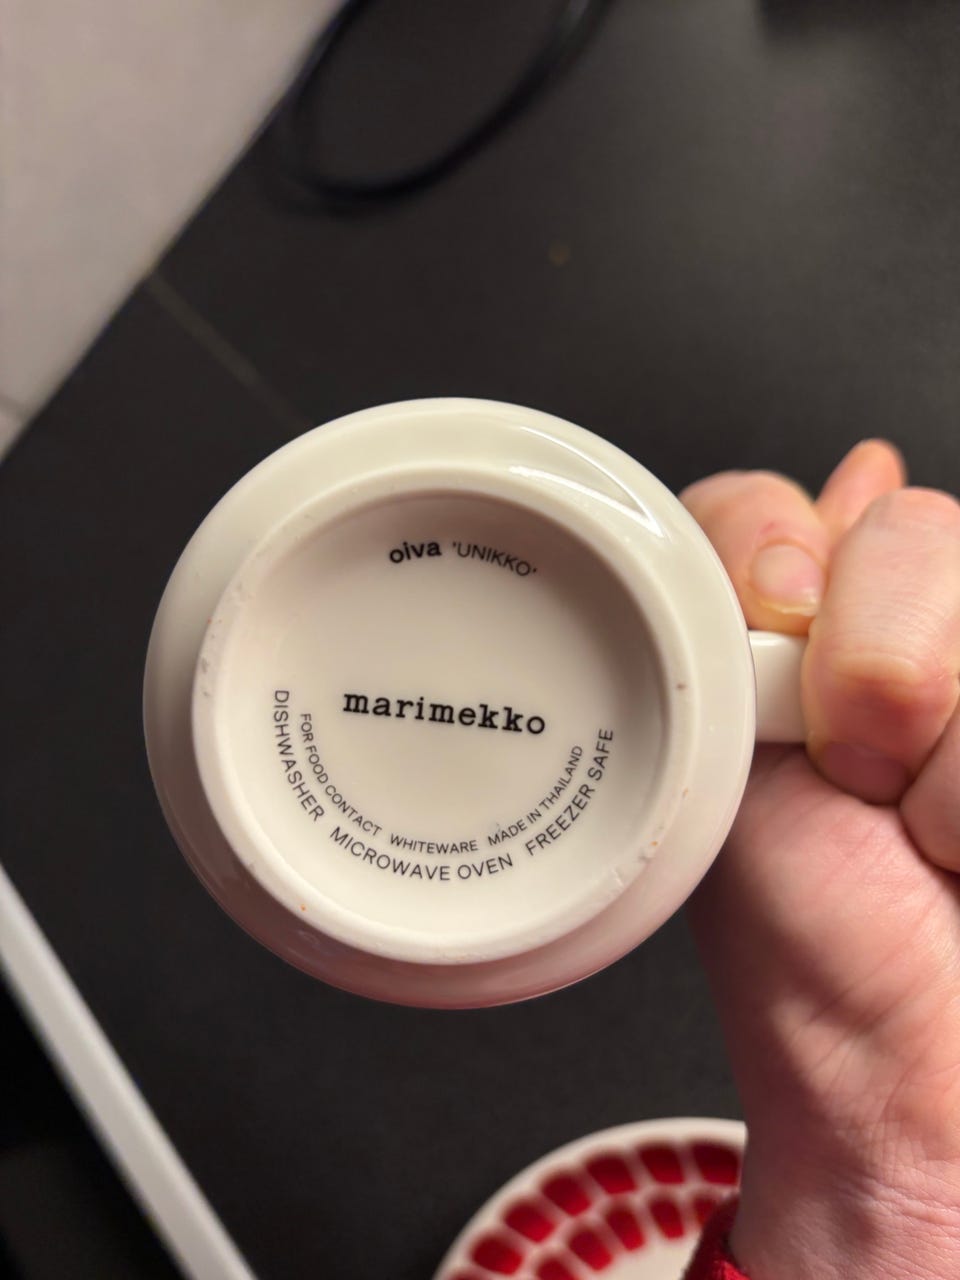 oiva 'UNIKKO'
marimekko
FOR FOOD CONTACT WHITEWARE MADE IN THAILAND
DISHWASHER MICROWAVE OVEN FREEZER SAFE